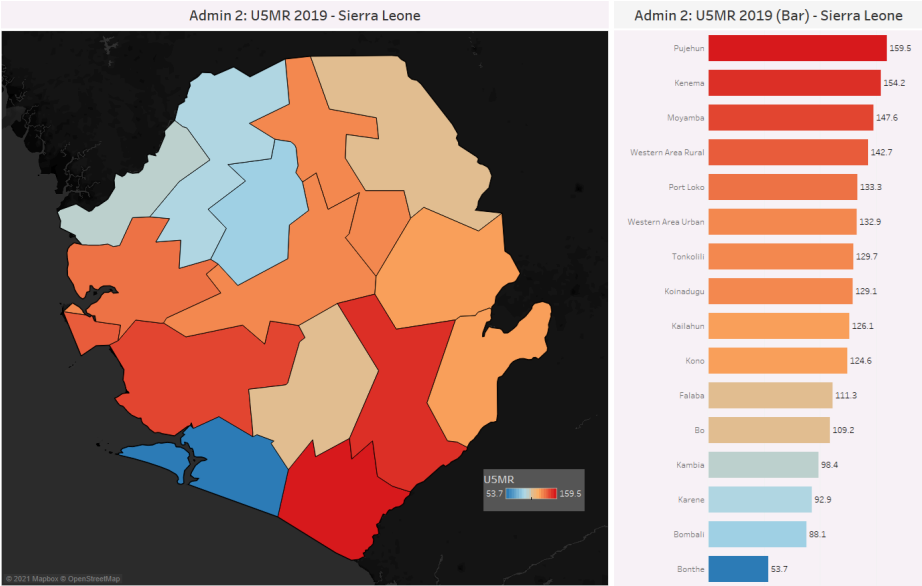 Admin 2: U5MR 2019 - Sierra Leone
U5MR
53.7 159.5
© 2021 Mapbox © OpenStreetMap
Admin 2: U5MR 2019 (Bar) - Sierra Leone
Pujehun 159.5
Kenema 154.2
Moyamba 147.6
Western Area Rural 142.7
Port Loko 133.3
Western Area Urban 132.9
Tonkolili 129.7
Koinadugu 129.1
Kailahun 126.1
Kono 124.6
Falaba 111.3
Bo 109.2
Kambia 98.4
Karene 92.9
Bombali 88.1
Bonthe 53.7